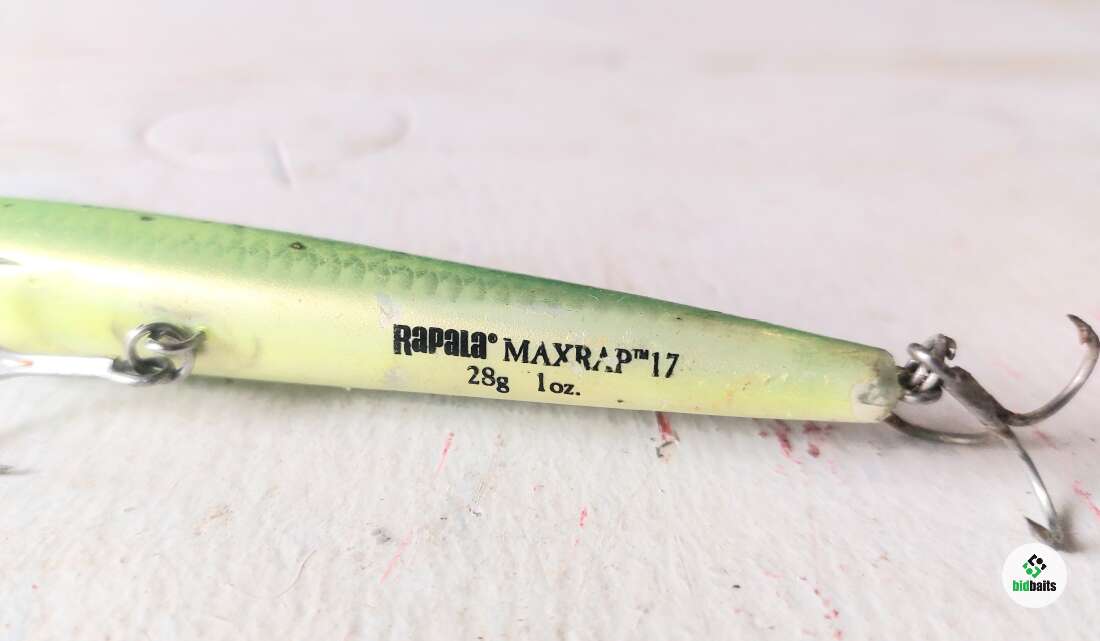 Rapala® MAXRAP™17
28g 1oz.
bidbaits